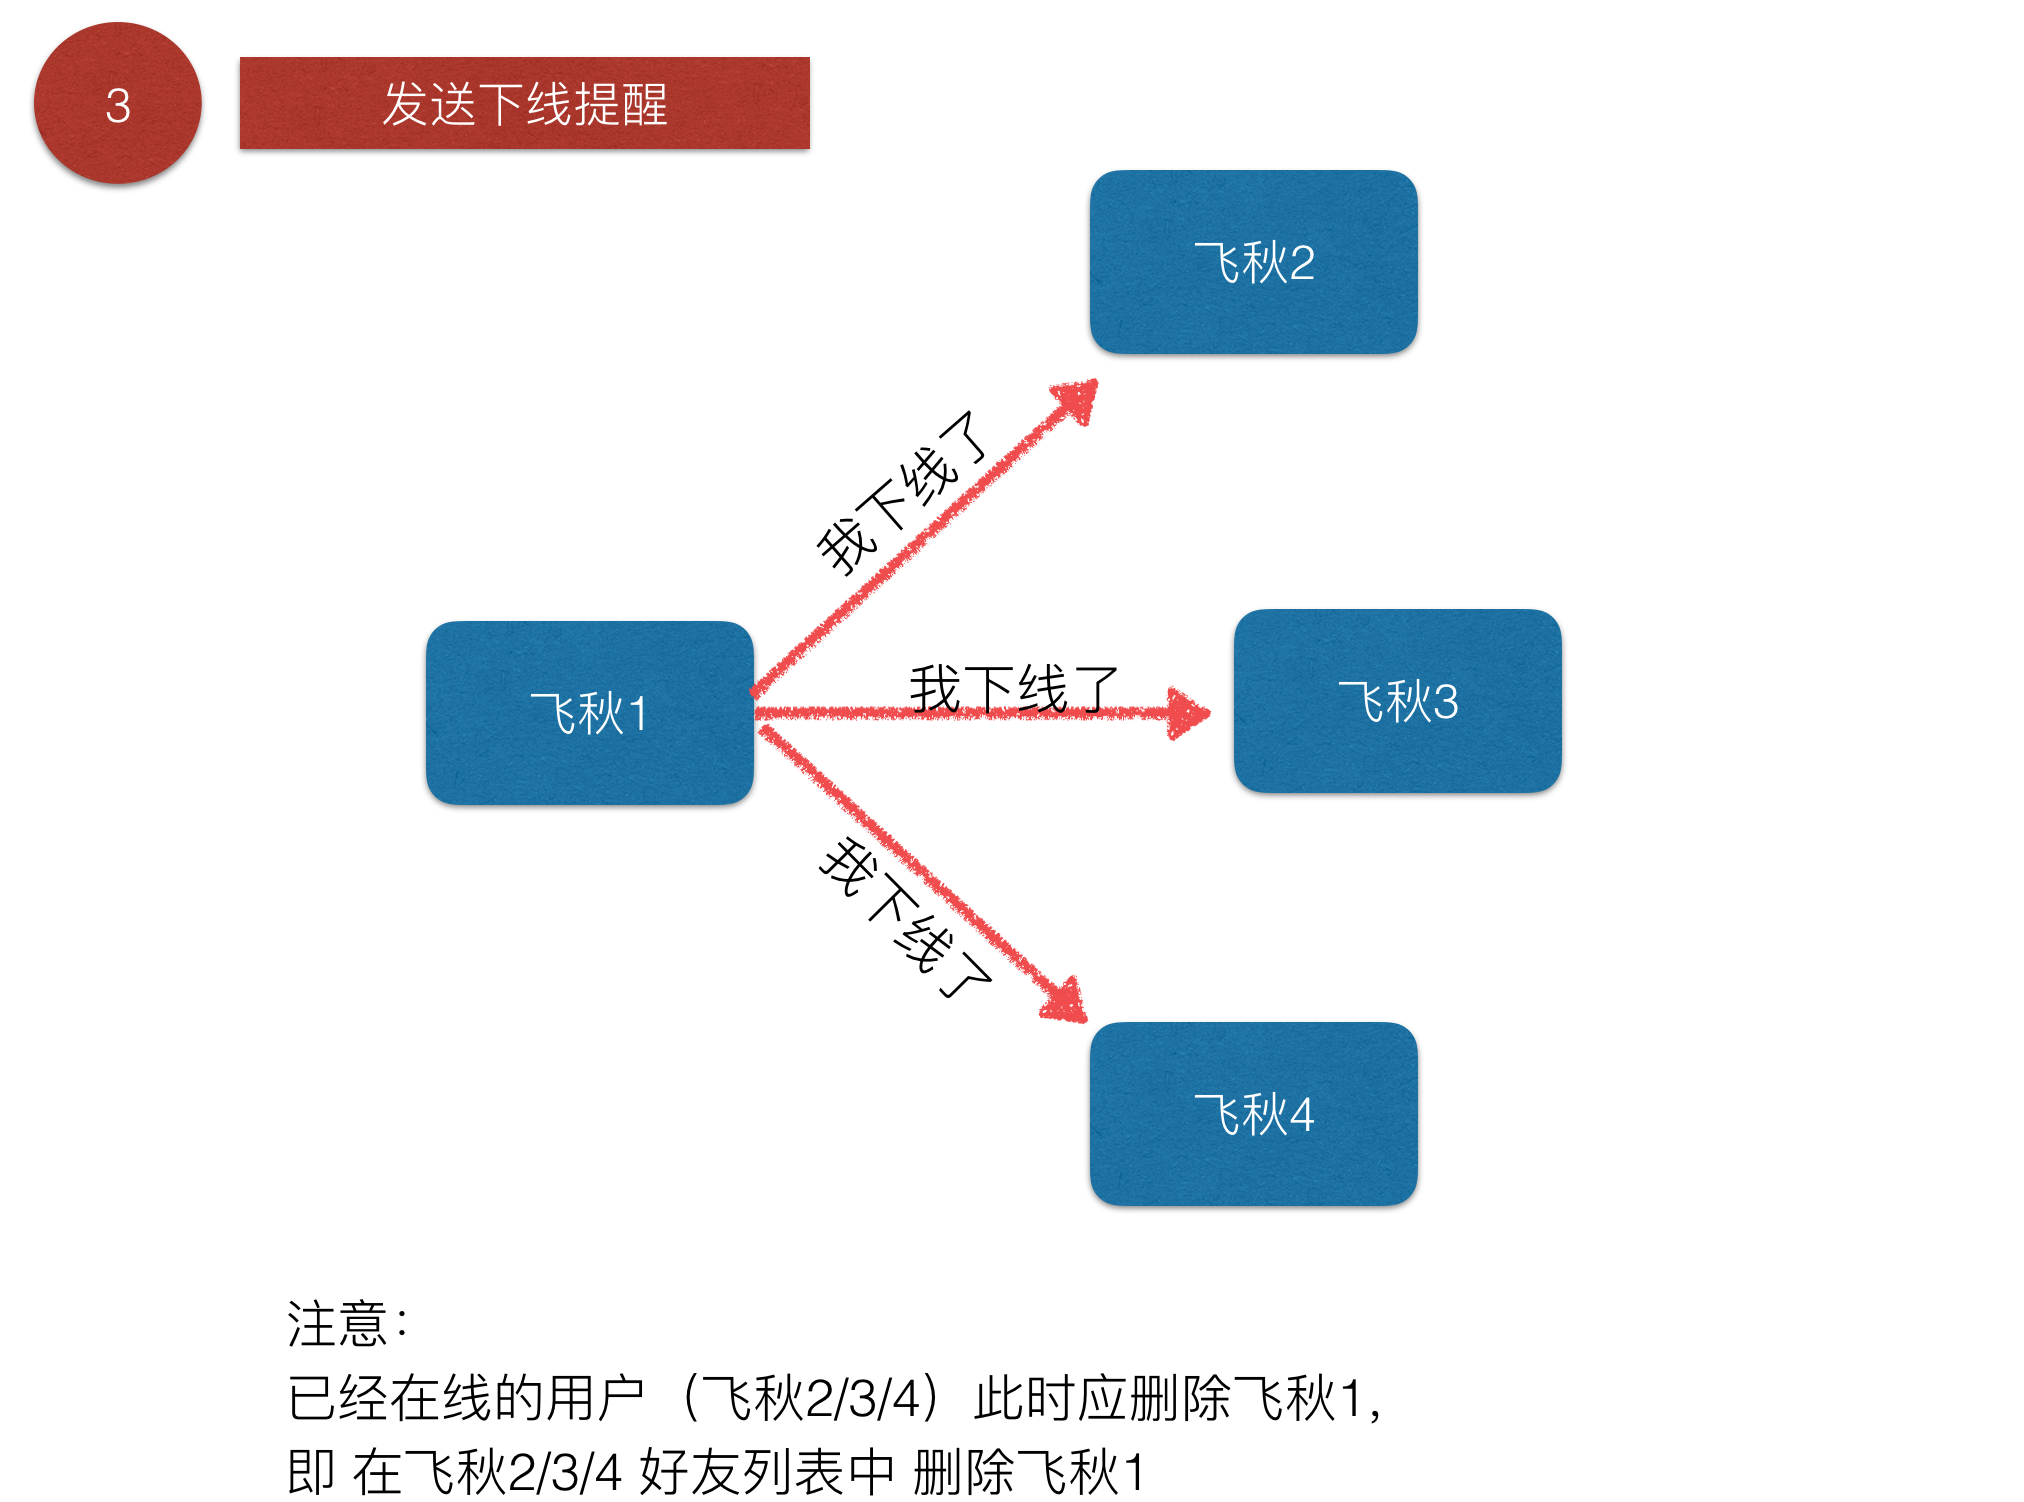 3
发送下线提醒
飞秋2
我下线了
飞秋1
我下线了
飞秋3
我下线了
飞秋4
注意：
已经在线的用户（飞秋2/3/4）此时应删除飞秋1，
即 在飞秋2/3/4 好友列表中 删除飞秋1